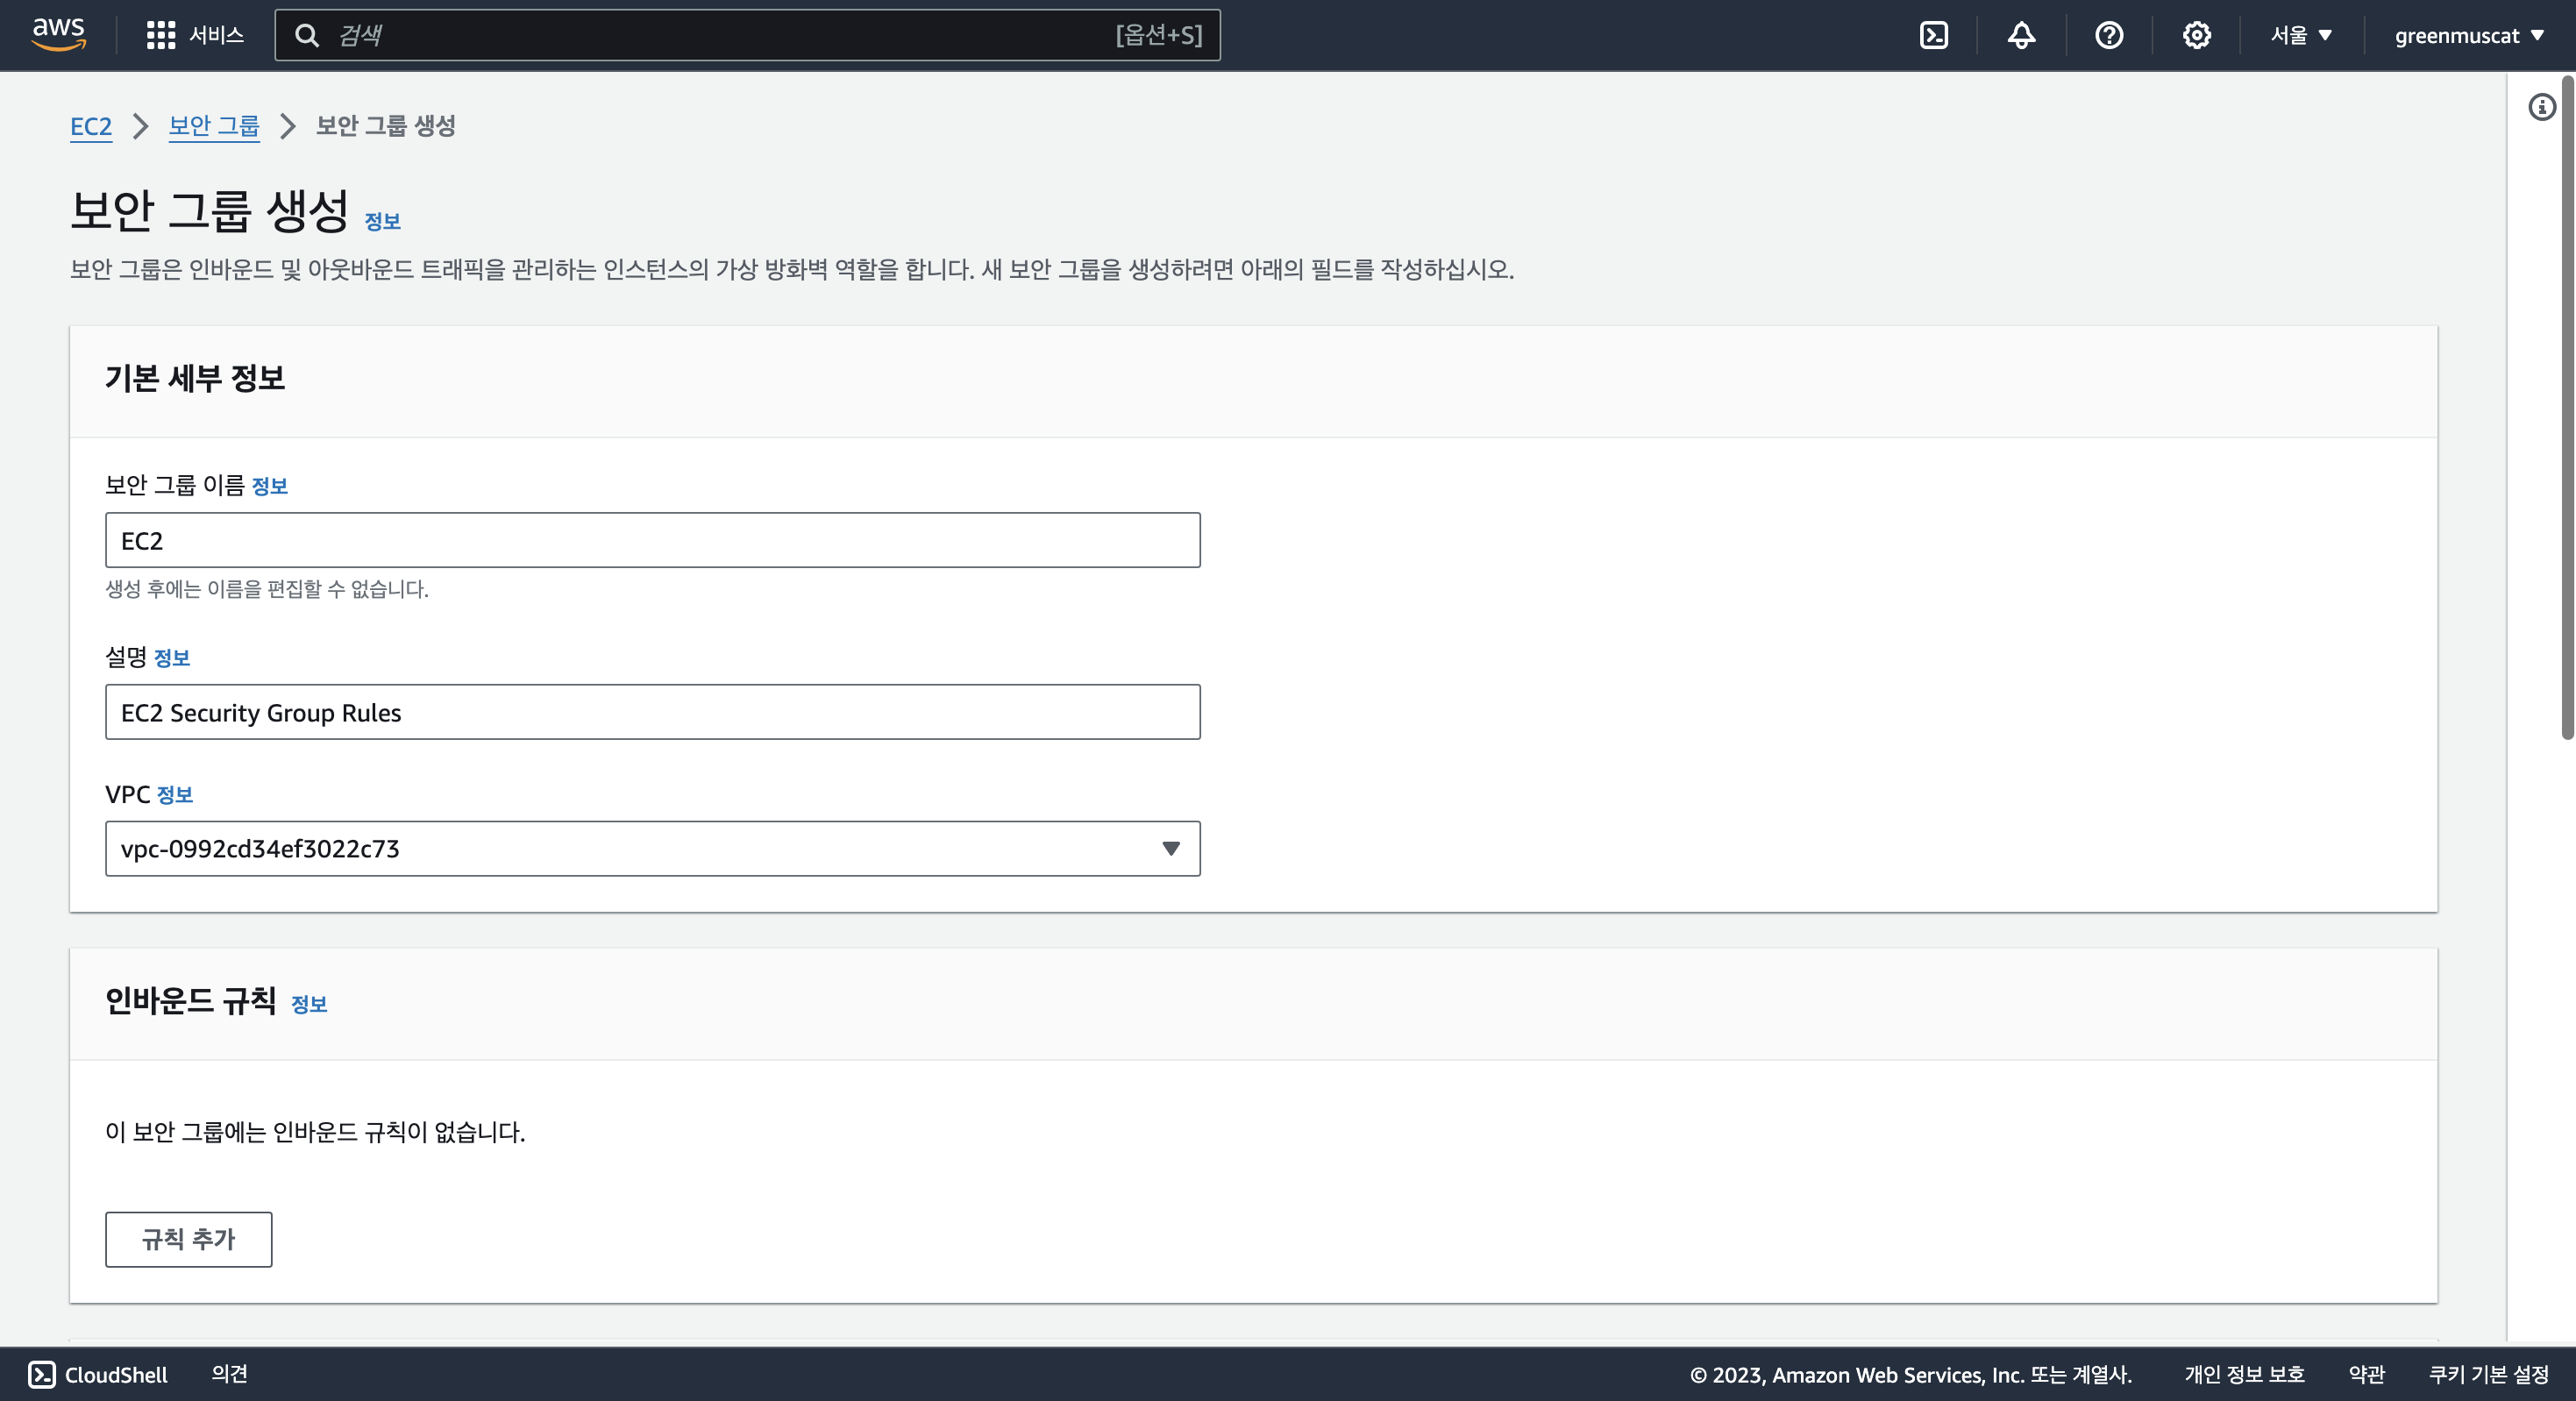 aws
서비스
검색
[옵션+S]
서울
greenmuscat
EC2
보안 그룹
보안 그룹 생성
보안 그룹 생성 정보
보안 그룹은 인바운드 및 아웃바운드 트래픽을 관리하는 인스턴스의 가상 방화벽 역할을 합니다. 새 보안 그룹을 생성하려면 아래의 필드를 작성하십시오.
기본 세부 정보
보안 그룹 이름 정보
EC2
생성 후에는 이름을 편집할 수 없습니다.
설명 정보
EC2 Security Group Rules
VPC 정보
vpc-0992cd34ef3022c73
인바운드 규칙 정보
이 보안 그룹에는 인바운드 규칙이 없습니다.
규칙 추가
CloudShell
의견
© 2023, Amazon Web Services, Inc. 또는 계열사.
개인 정보 보호
약관
쿠키 기본 설정